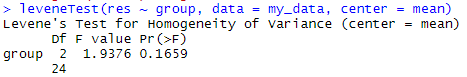 > leveneTest(res ~ group, data = my_data, center = mean)
Levene's Test for Homogeneity of Variance (center = mean)
Df F value Pr(>F)
group 2 1.9376 0.1659
24